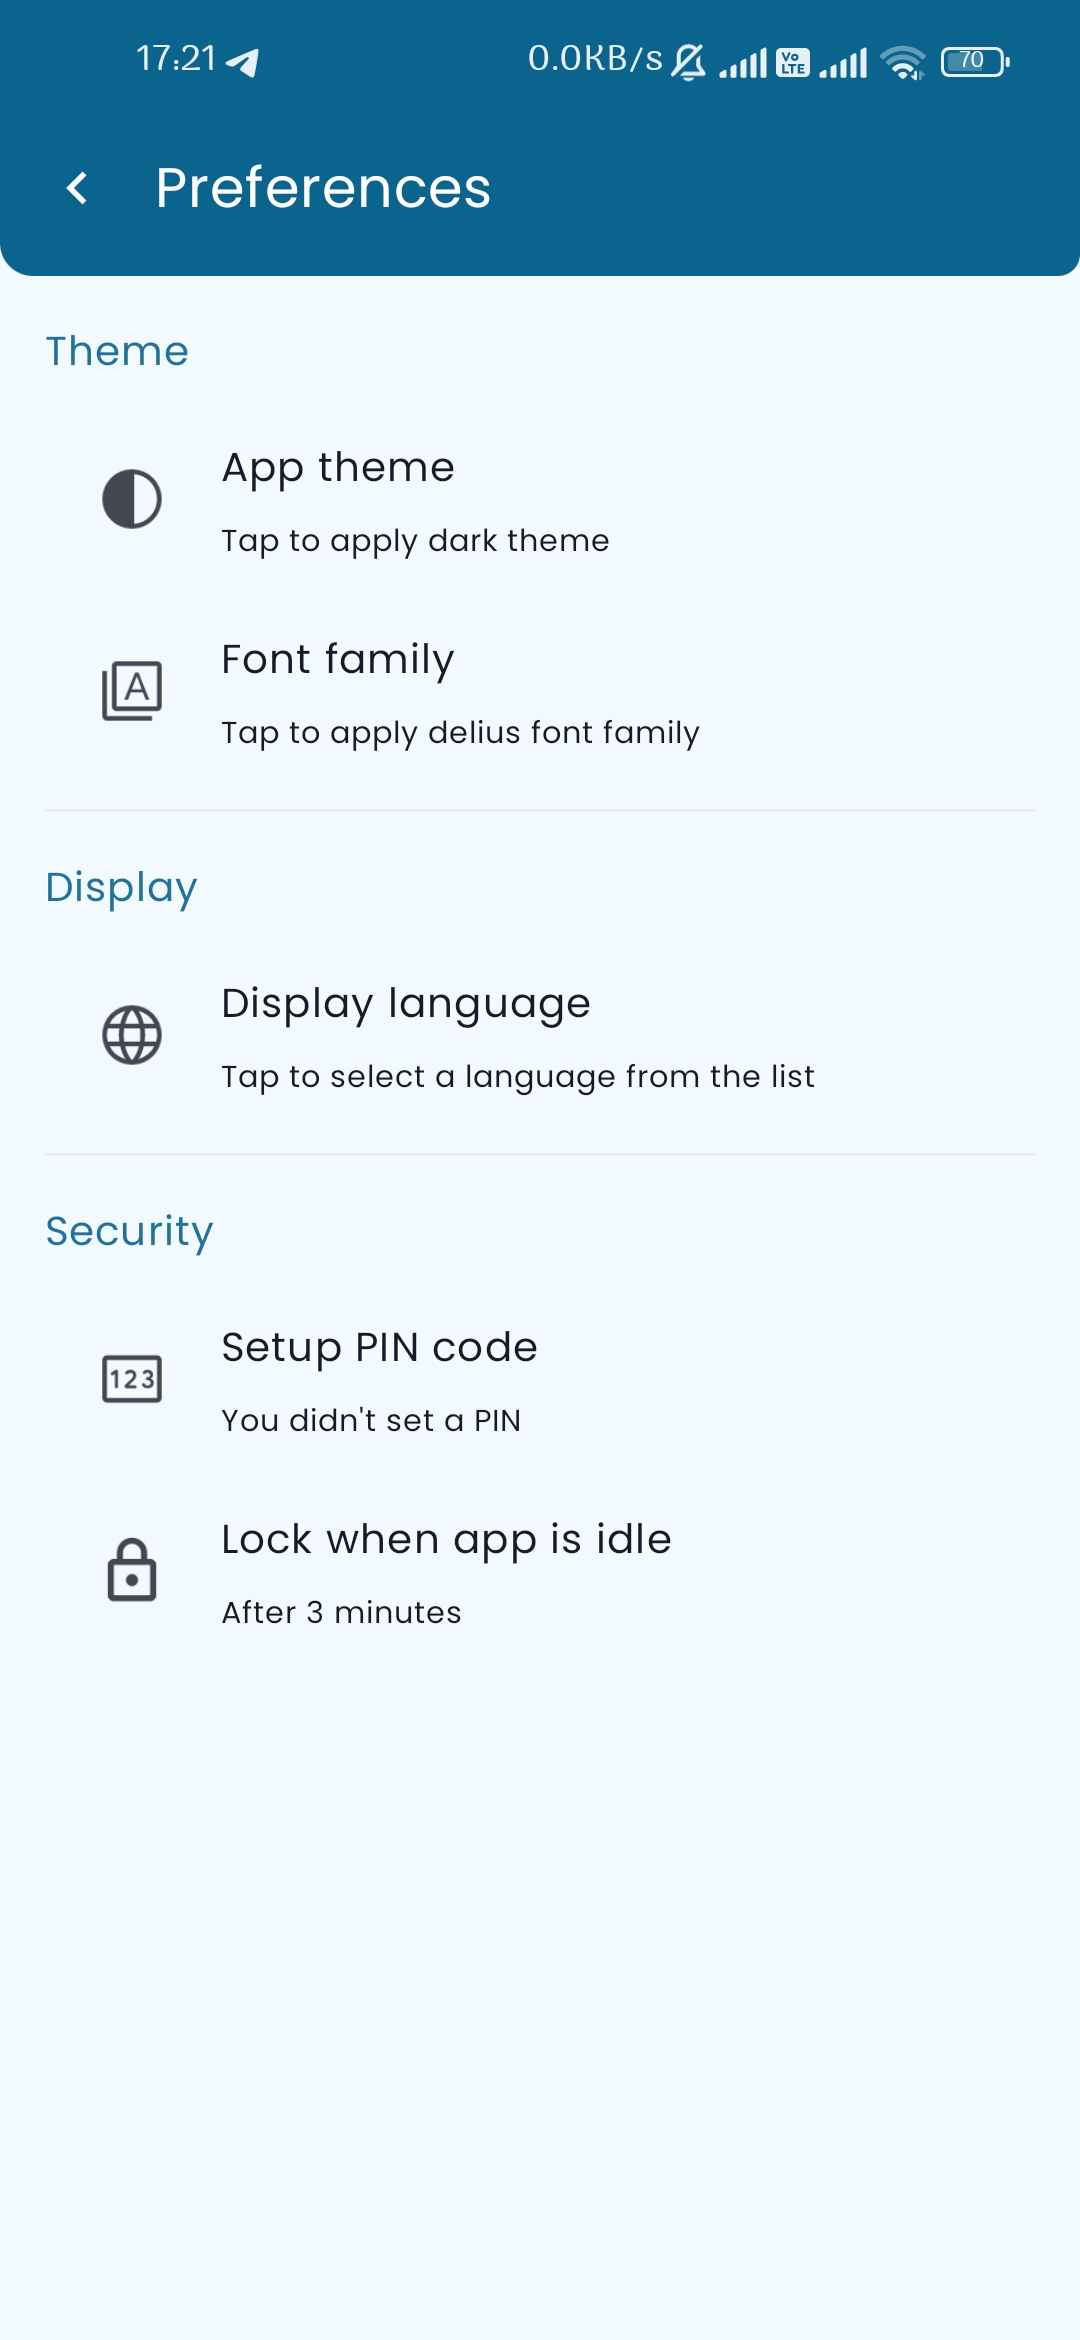 17:21 0.0KB/s Vo LTE 70
Preferences
Theme
App theme
Tap to apply dark theme
A
Font family
Tap to apply delius font family
Display
Display language
Tap to select a language from the list
Security
123
Setup PIN code
You didn't set a PIN
Lock when app is idle
After 3 minutes